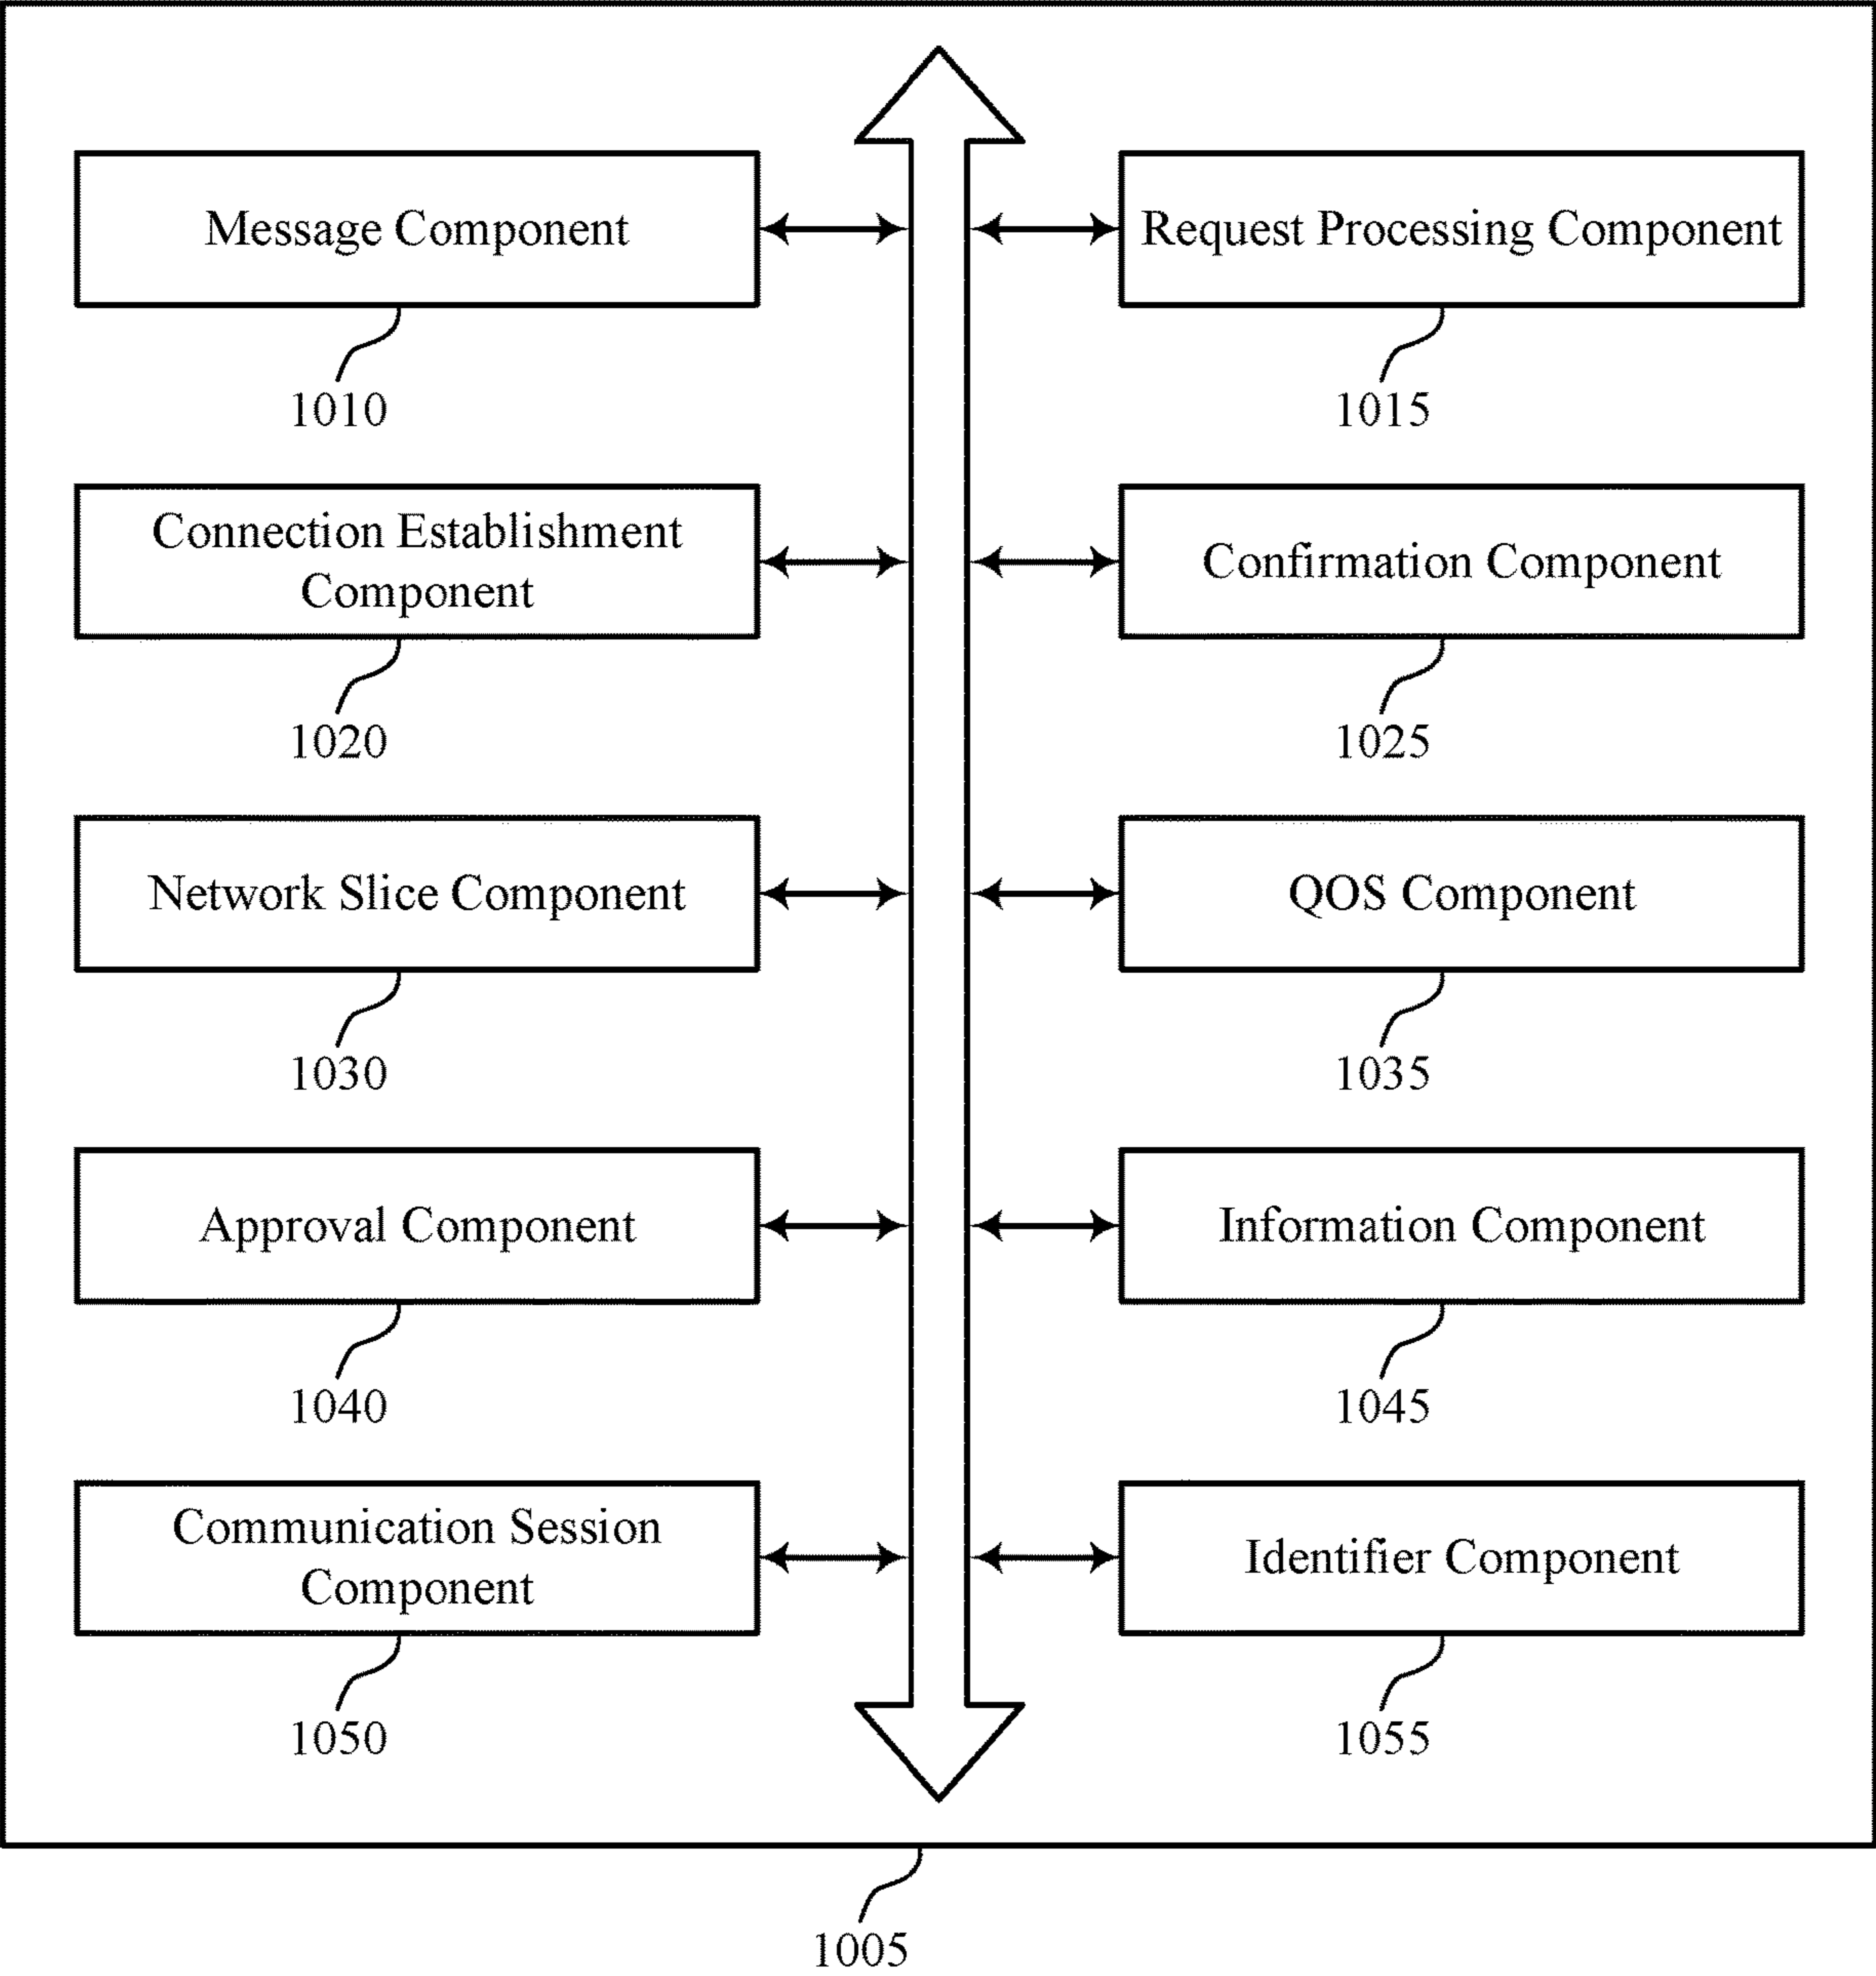 Message Component
Request Processing Component
1010
1015
Connection Establishment
Component
Confirmation Component
1020
1025
Network Slice Component
QOS Component
1030
1035
Approval Component
Information Component
1040
1045
Communication Session
Component
Identifier Component
1050
1055
1005